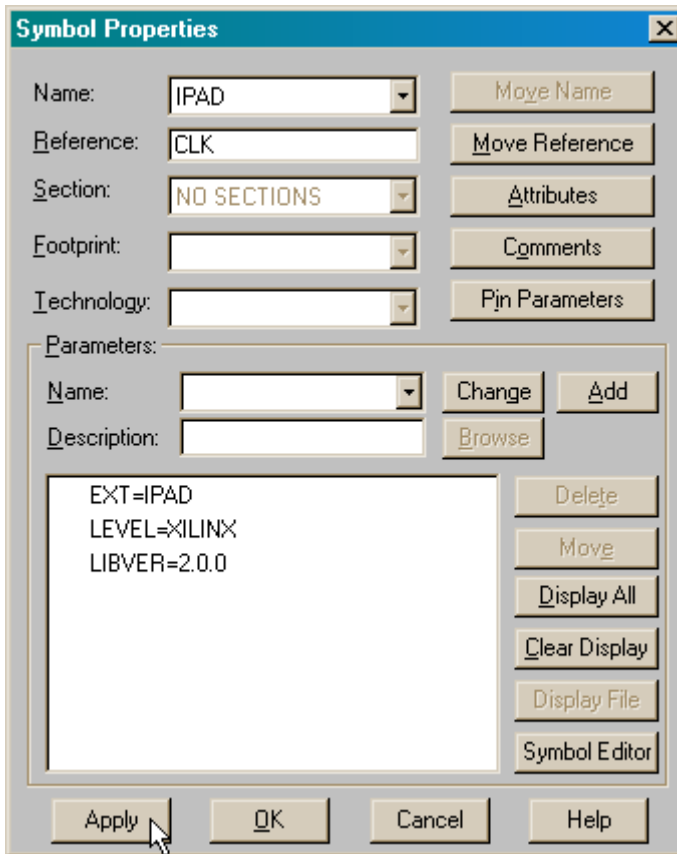 Symbol Properties
Name: IPAD Move Name
Reference: CLK Move Reference
Section: NO SECTIONS Attributes
Footprint: Comments
Technology: Pin Parameters
Parameters:
Name: Change Add
Description: Browse
EXT=IPAD Delete
LEVEL=XILINX Move
LIBVER=2.0.0 Display All
Clear Display
Display File
Symbol Editor
Apply OK Cancel Help